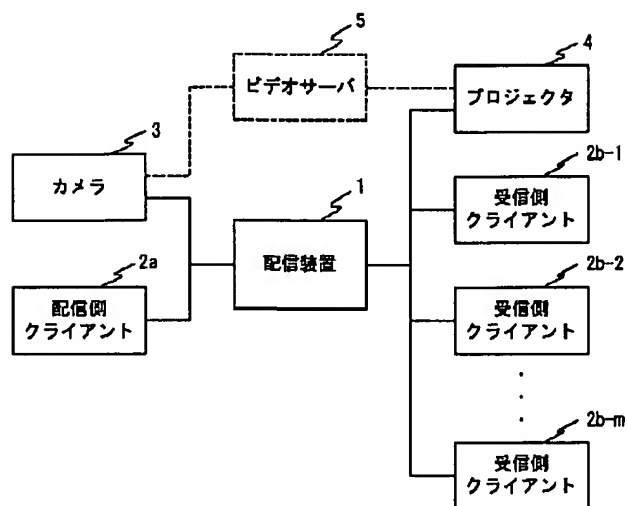 5
ビデオサーバ
4
プロジェクタ
3
カメラ
2b-1
受信側
クライアント
1
配信装置
2a
配信側
クライアント
2b-2
受信側
クライアント
・
・
・
2b-m
受信側
クライアント